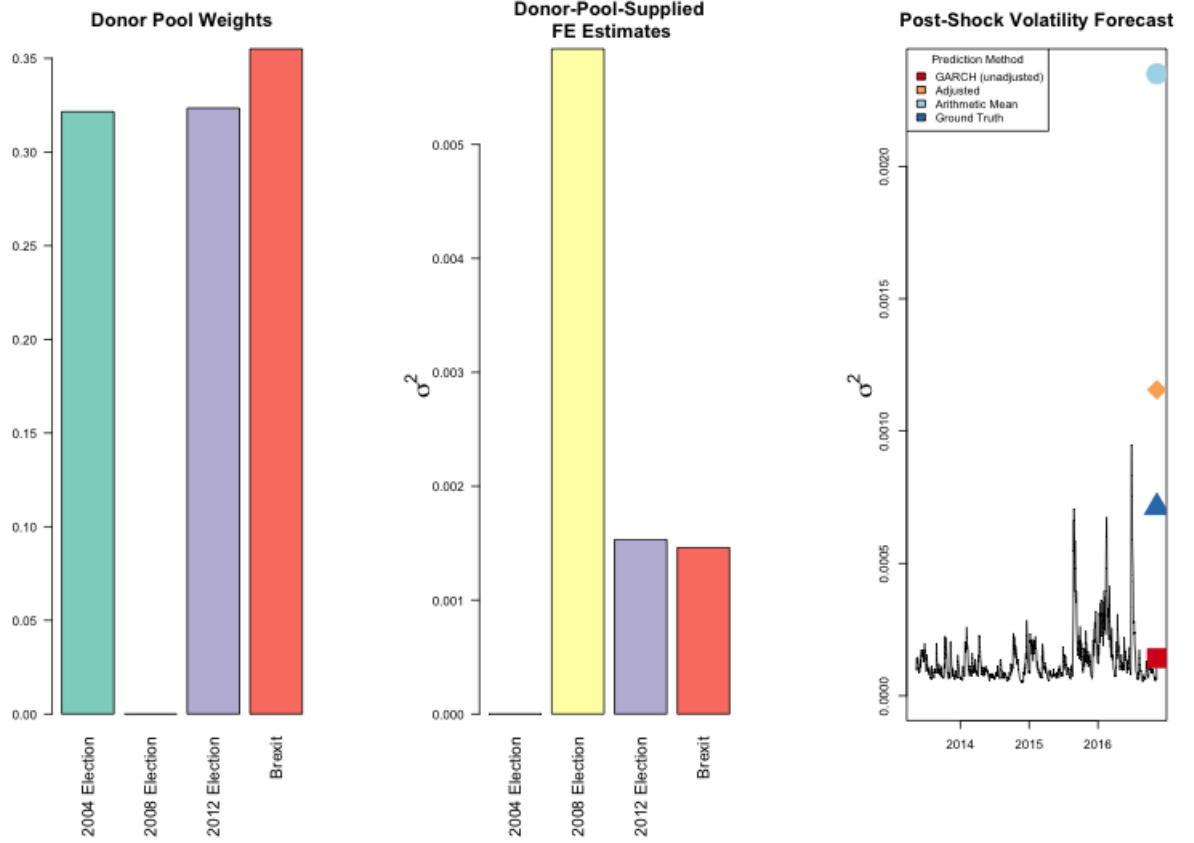 Donor Pool Weights
0.35
0.30
0.25
0.20
0.15
0.10
0.05
0.00
2004 Election
2008 Election
2012 Election
Brexit
Donor-Pool-Supplied
FE Estimates
σ²
0.005
0.004
0.003
0.002
0.001
0.000
2004 Election
2008 Election
2012 Election
Brexit
Post-Shock Volatility Forecast
Prediction Method
GARCH (unadjusted)
Adjusted
Arithmetic Mean
Ground Truth
σ²
0.0020
0.0015
0.0010
0.0005
0.0000
2014
2015
2016